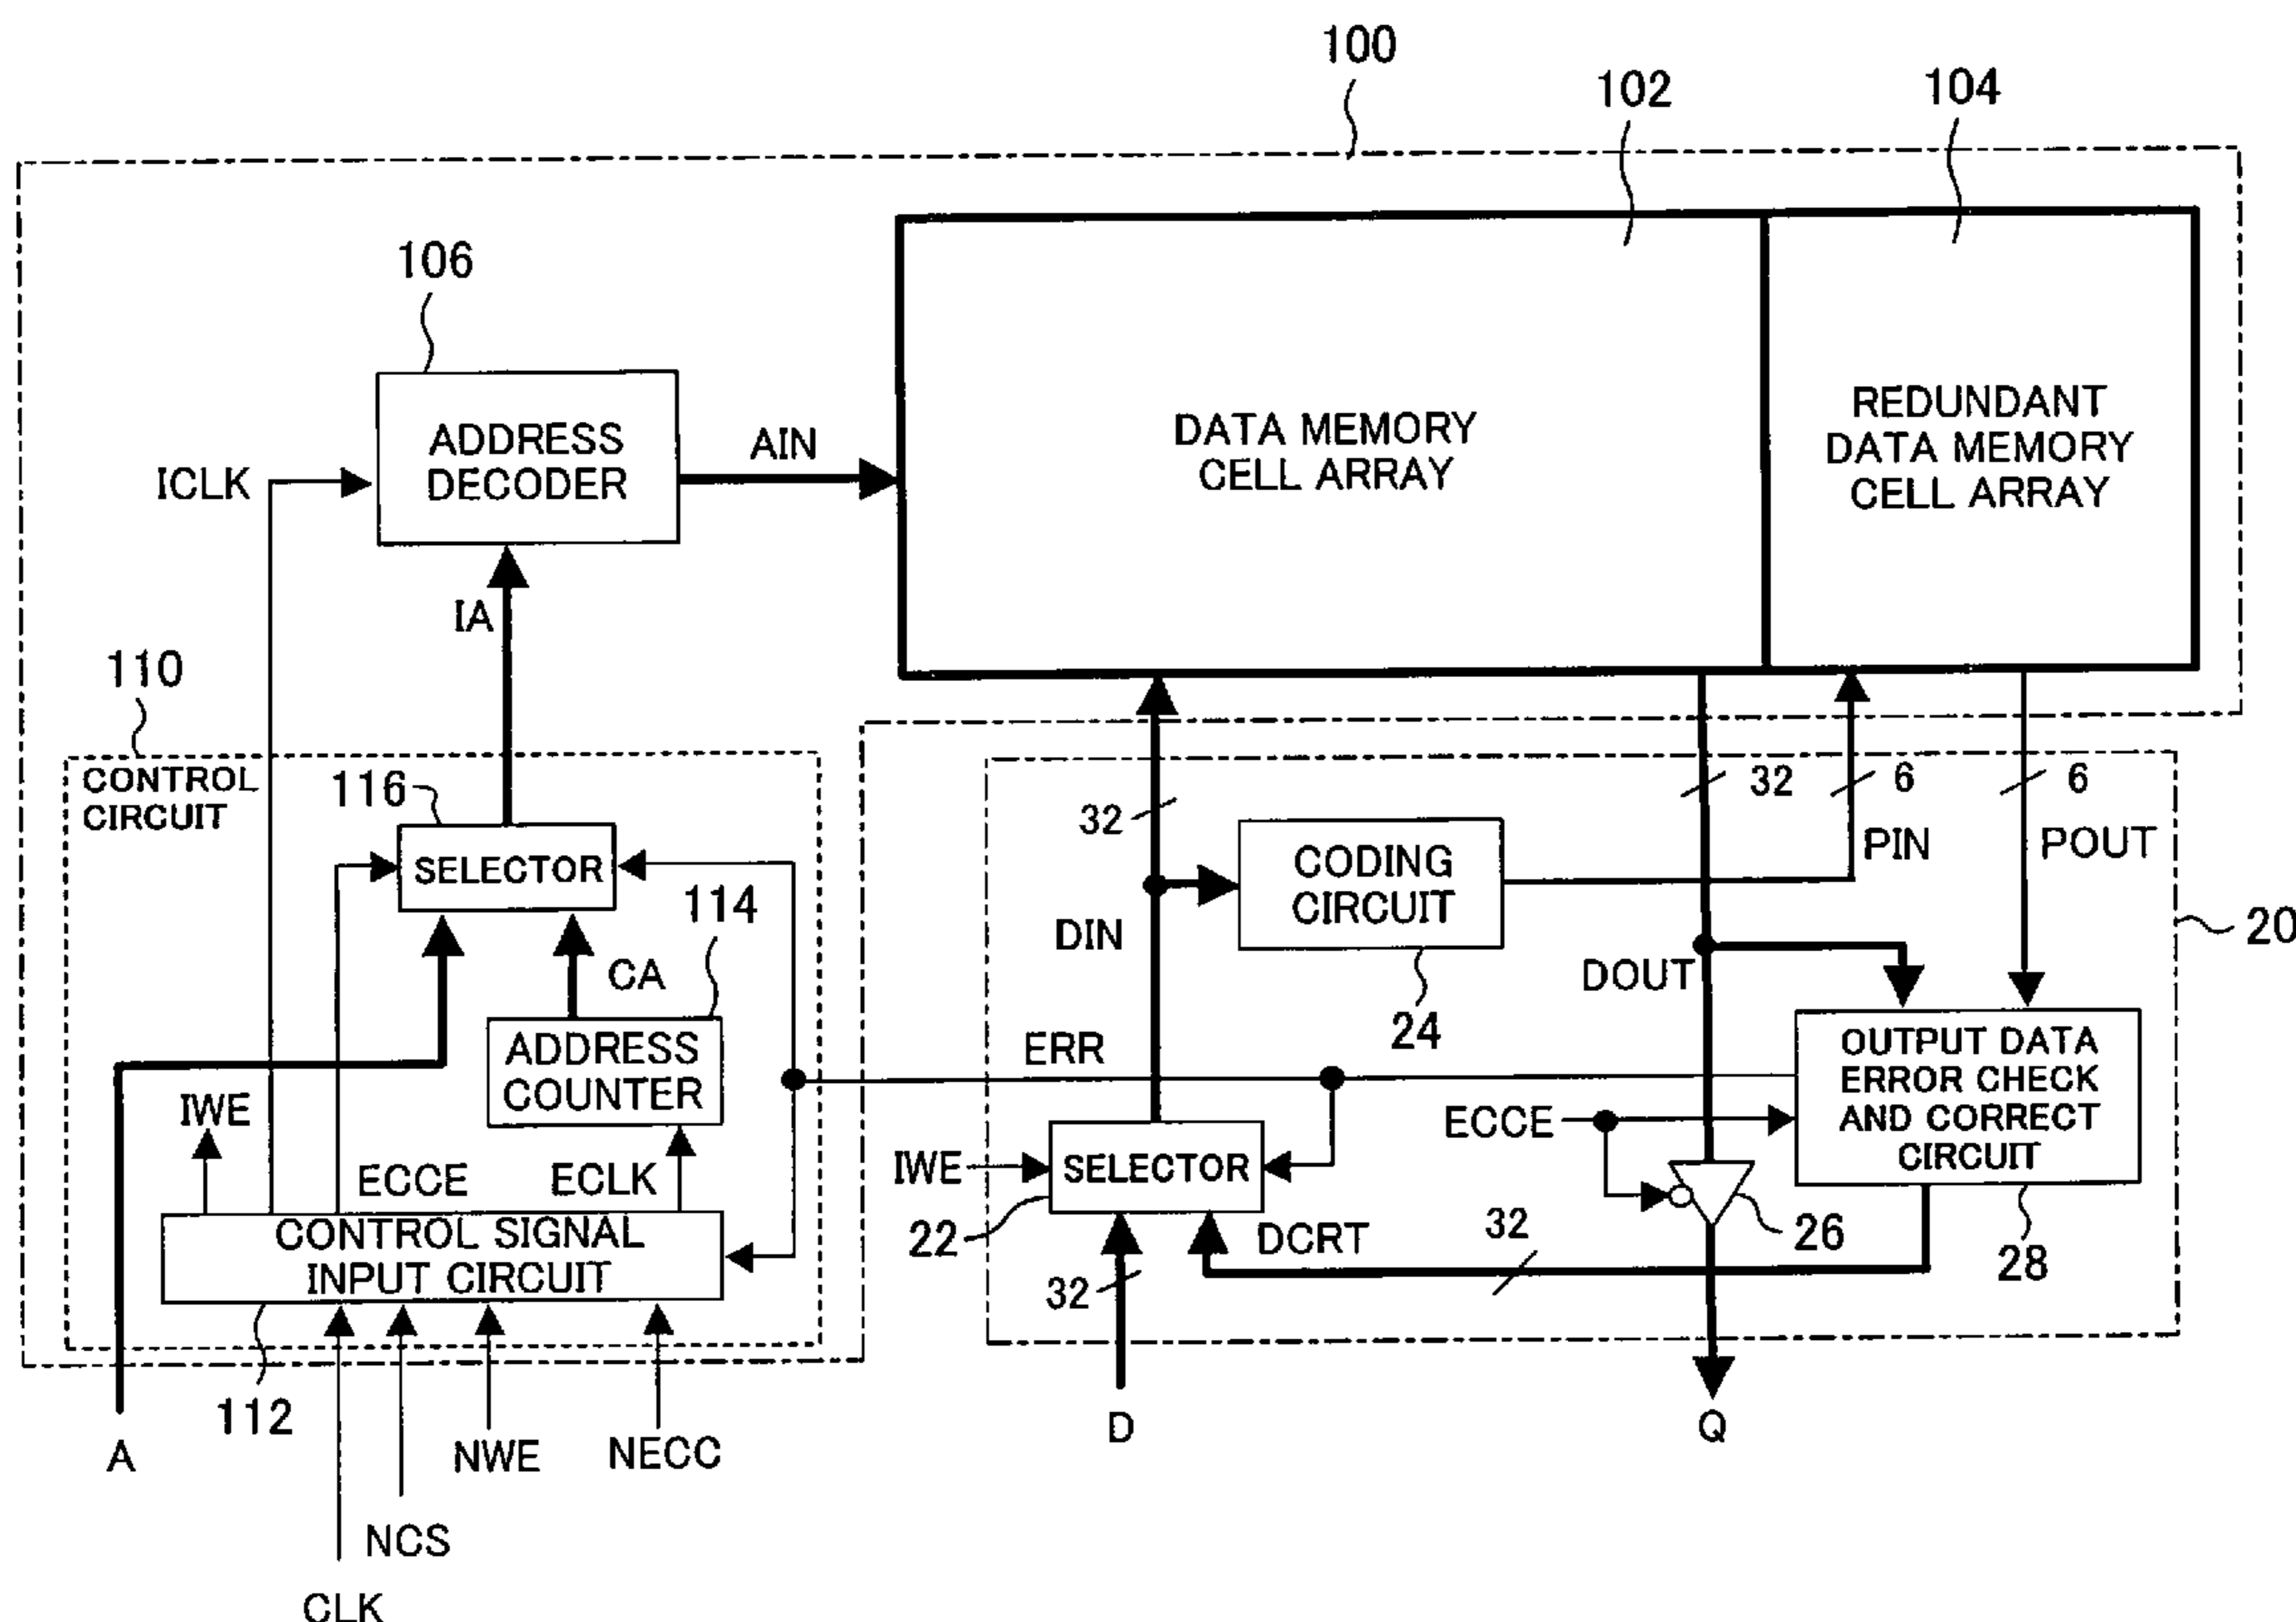 100
102
104
106
ADDRESS
DECODER
AIN
DATA MEMORY
CELL ARRAY
REDUNDANT
DATA MEMORY
CELL ARRAY
ICLK
IA
110
CONTROL
CIRCUIT
116
SELECTOR
114
CA
ADDRESS
COUNTER
IWE
ECCE
ECLK
CONTROL SIGNAL
INPUT CIRCUIT
112
A
NWE
NECC
NCS
CLK
32
CODING
CIRCUIT
24
DIN
32
6
6
PIN
POUT
20
DOUT
ERR
OUTPUT DATA
ERROR CHECK
AND CORRECT
CIRCUIT
28
ECCE
IWE
SELECTOR
22
26
DCRT
32
32
D
Q